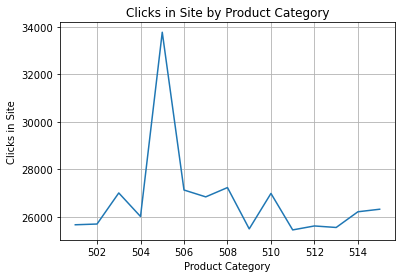 Clicks in Site by Product Category
34000
32000
30000
28000
26000
Clicks in Site
502 504 506 508 510 512 514
Product Category